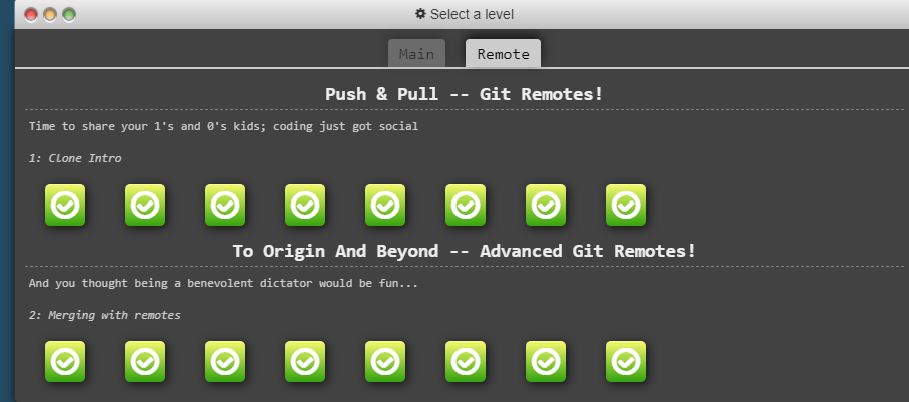 Select a level
Main
Remote
Push & Pull -- Git Remotes!
Time to share your 1's and 0's kids; coding just got social
1: Clone Intro
To Origin And Beyond -- Advanced Git Remotes!
And you thought being a benevolent dictator would be fun...
2: Merging with remotes